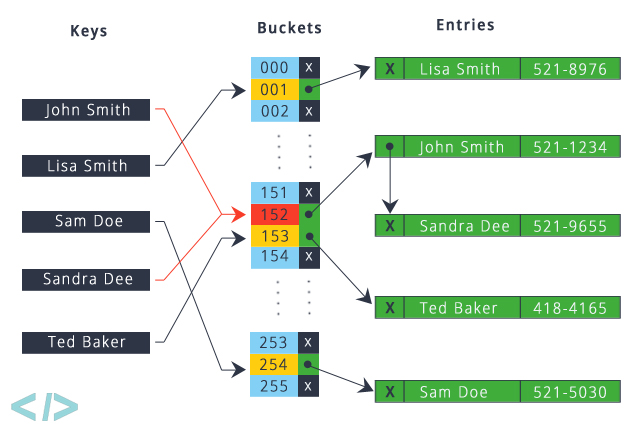 Keys
Buckets
Entries
John Smith
Lisa Smith
Sam Doe
Sandra Dee
Ted Baker
000 X
001
002 X
151 X
152
153
154 X
253 X
254
255 X
X Lisa Smith 521-8976
John Smith 521-1234
X Sandra Dee 521-9655
X Ted Baker 418-4165
X Sam Doe 521-5030
</>